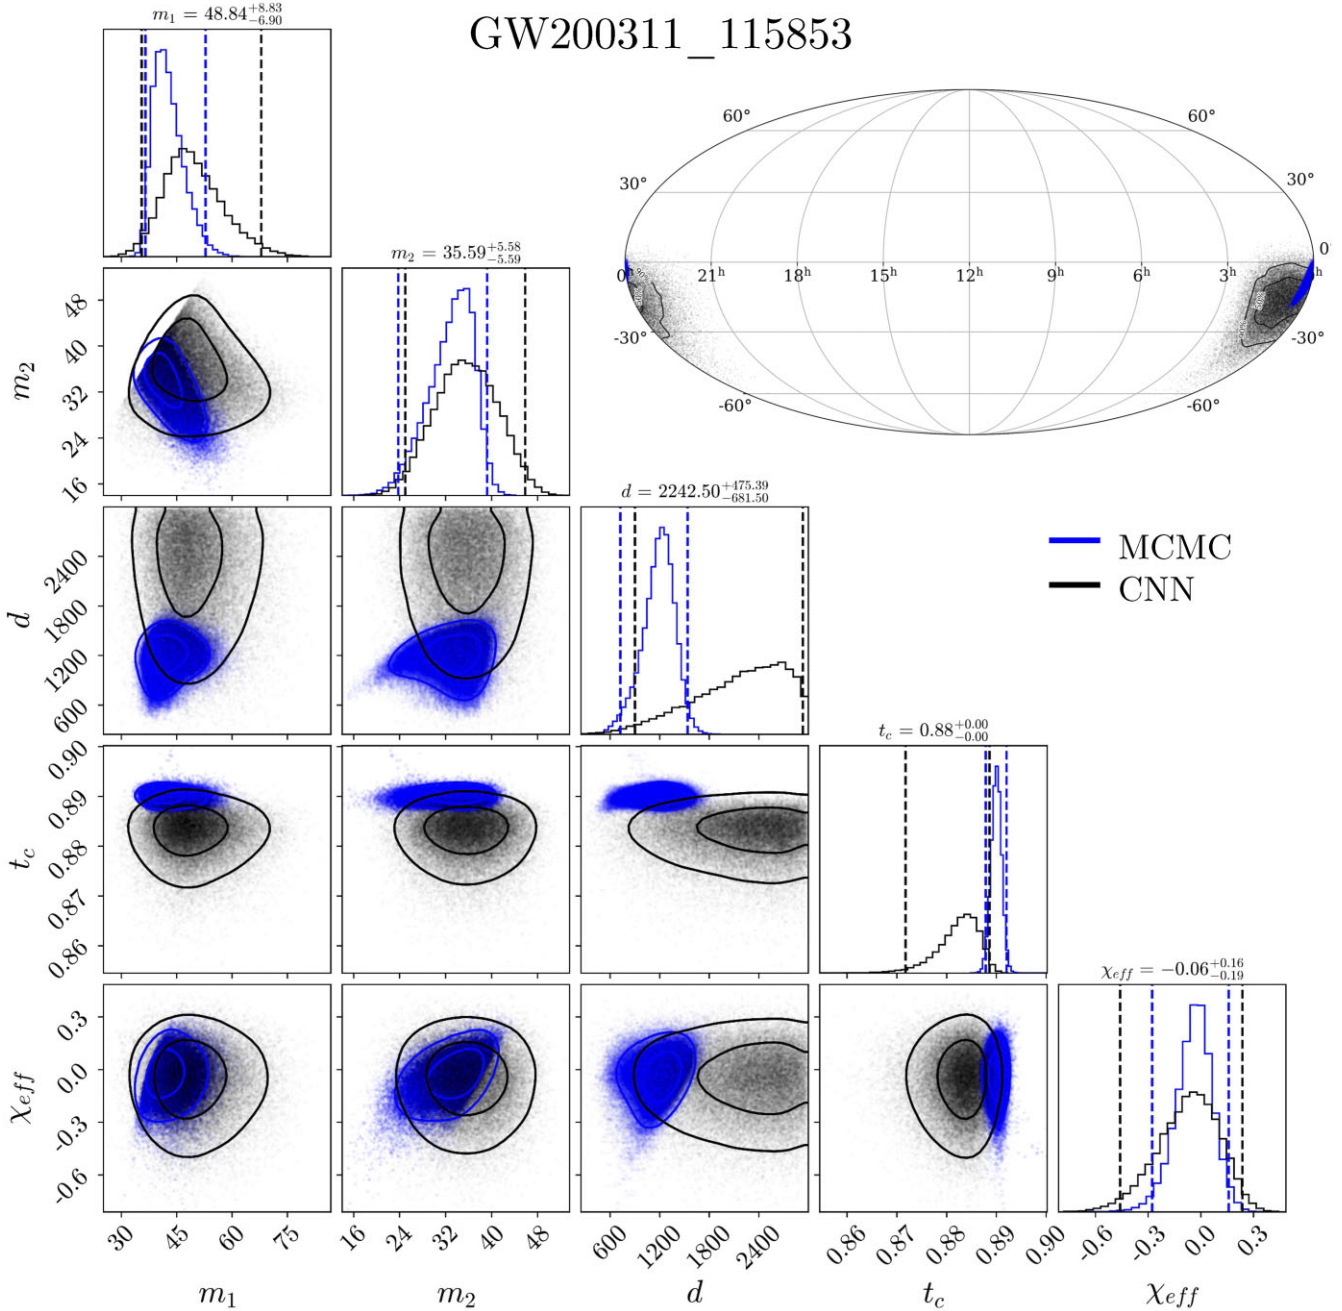 GW200311_115853
m₁ = 48.84 +8.83 −6.90
60° 60°
30° 30°
0
0ʰ 21ʰ 18ʰ 15ʰ 12ʰ 9ʰ 6ʰ 3ʰ
-30° -30°
-60° -60°
m₂ = 35.59 +5.58 −5.59
m₂
48
40
32
24
16
d = 2242.50 +475.39 −681.50
MCMC
CNN
d
2400
1800
1200
600
t_c = 0.88 +0.00 −0.00
t_c
0.90
0.89
0.88
0.87
0.86
χ_eff = −0.06 +0.16 −0.19
χ_eff
0.3
0.0
-0.3
-0.6
30 45 60 75 16 24 32 40 48 600 1200 1800 2400 0.86 0.87 0.88 0.89 0.90 -0.6 -0.3 0.0 0.3
m₁ m₂ d t_c χ_eff